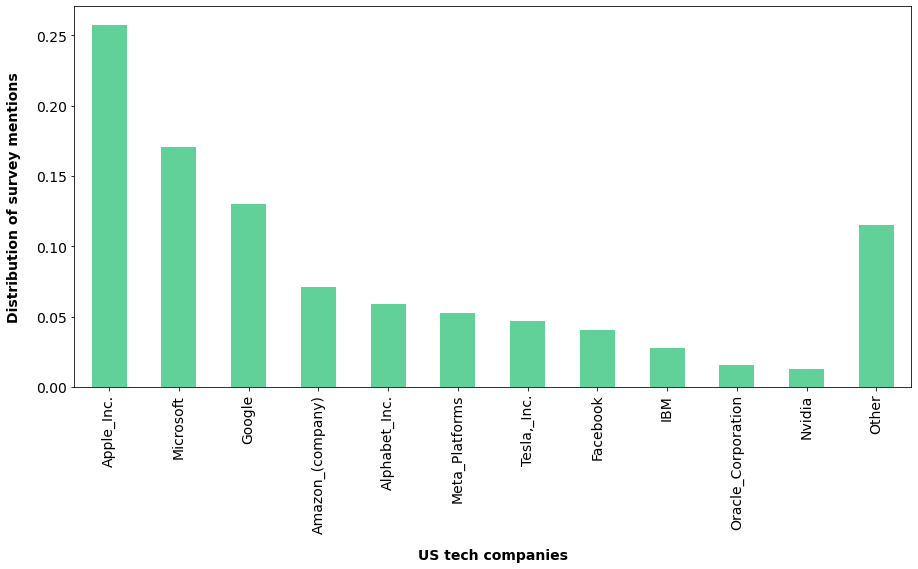 Distribution of survey mentions
0.25
0.20
0.15
0.10
0.05
0.00
Apple_Inc.
Microsoft
Google
Amazon_(company)
Alphabet_Inc.
Meta_Platforms
Tesla,_Inc.
Facebook
IBM
Oracle_Corporation
Nvidia
Other
US tech companies